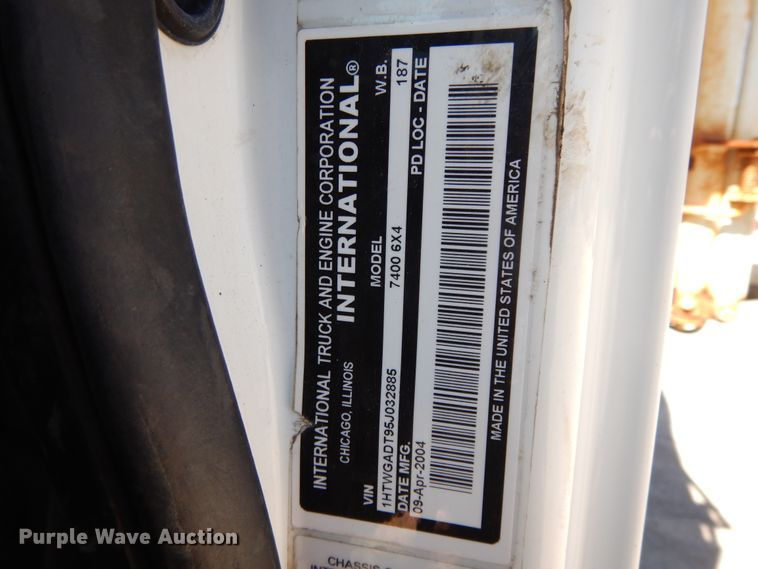 INTERNATIONAL TRUCK AND ENGINE CORPORATION
CHICAGO, ILLINOIS INTERNATIONAL®
VIN MODEL W.B.
1HTWGADT95J032885 7400 6X4 187
DATE MFG. PD LOC - DATE
09-Apr-2004
MADE IN THE UNITED STATES OF AMERICA
CHASSIS
Purple Wave Auction